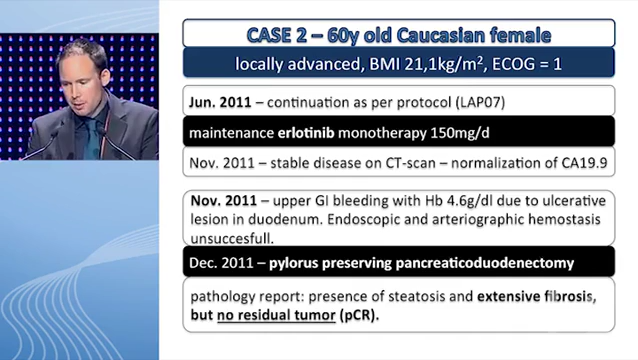 CASE 2 – 60y old Caucasian female
locally advanced, BMI 21,1kg/m², ECOG = 1
Jun. 2011 – continuation as per protocol (LAP07)
maintenance erlotinib monotherapy 150mg/d
Nov. 2011 – stable disease on CT-scan – normalization of CA19.9
Nov. 2011 – upper GI bleeding with Hb 4.6g/dl due to ulcerative
lesion in duodenum. Endoscopic and arteriographic hemostasis
unsuccesfull.
Dec. 2011 – pylorus preserving pancreaticoduodenectomy
pathology report: presence of steatosis and extensive fibrosis,
but no residual tumor (pCR).